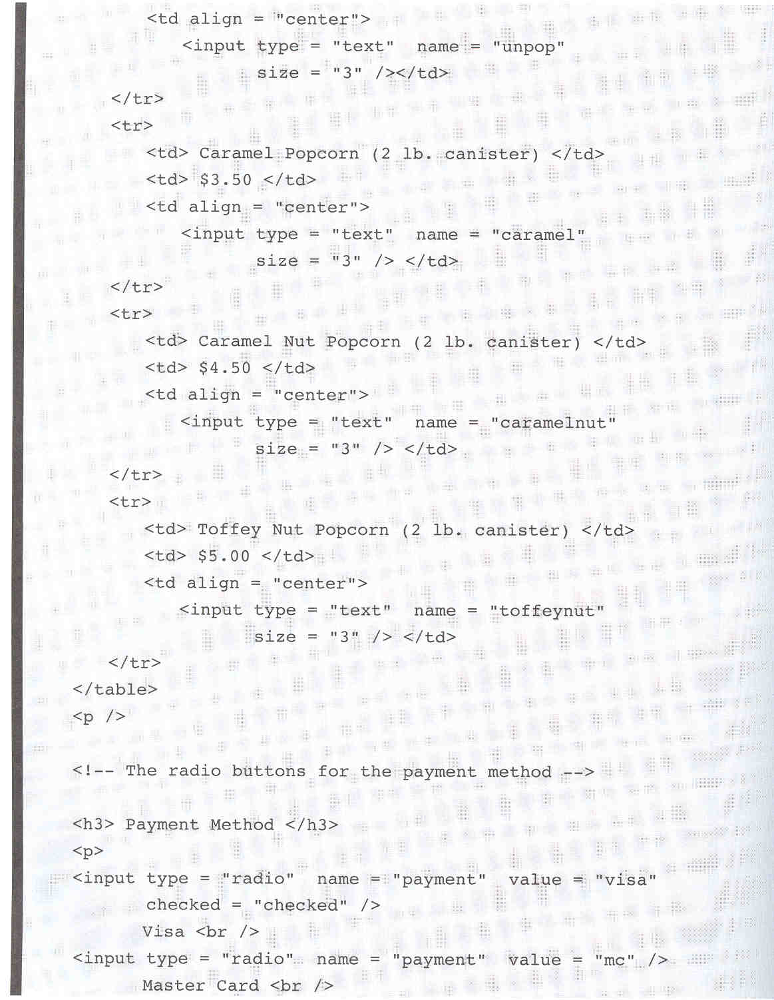 <td align = "center">
<input type = "text"  name = "unpop"
size = "3" /></td>
</tr>
<tr>
<td> Caramel Popcorn (2 lb. canister) </td>
<td> $3.50 </td>
<td align = "center">
<input type = "text"  name = "caramel"
size = "3" /> </td>
</tr>
<tr>
<td> Caramel Nut Popcorn (2 lb. canister) </td>
<td> $4.50 </td>
<td align = "center">
<input type = "text"  name = "caramelnut"
size = "3" /> </td>
</tr>
<tr>
<td> Toffey Nut Popcorn (2 lb. canister) </td>
<td> $5.00 </td>
<td align = "center">
<input type = "text"  name = "toffeynut"
size = "3" /> </td>
</tr>
</table>
<p />
<!-- The radio buttons for the payment method -->
<h3> Payment Method </h3>
<p>
<input type = "radio"  name = "payment"  value = "visa"
checked = "checked" />
Visa <br />
<input type = "radio"  name = "payment"  value = "mc" />
Master Card <br />